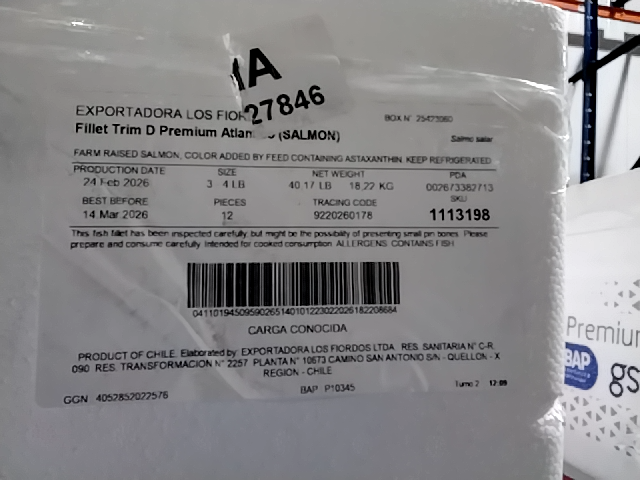 IA
27846
EXPORTADORA LOS FIOR
BOX N° 25473060
Fillet Trim D Premium Atlan (SALMON)
Salmo salar
FARM RAISED SALMON, COLOR ADDED BY FEED CONTAINING ASTAXANTHIN. KEEP REFRIGERATED
PRODUCTION DATE SIZE NET WEIGHT PDA
24 Feb 2026 3 4 LB 40.17 LB 18.22 KG 002673382713
BEST BEFORE PIECES TRACING CODE SKU
14 Mar 2026 12 9220260178 1113198
This fish fillet has been inspected carefully, but might be the possibility of presenting small pin bones. Please
prepare and consume carefully. Intended for cooked consumption. ALLERGENS: CONTAINS FISH
CARGA CONOCIDA
PRODUCT OF CHILE. Elaborated by: EXPORTADORA LOS FIORDOS LTDA. RES. SANITARIA N° C-R.
090 RES. TRANSFORMACION N° 2257 PLANTA N° 10673 CAMINO SAN ANTONIO S/N - QUELLON - X
REGION - CHILE
GGN 4052852022576
BAP P10345
Turno 2 12:09
Premium
BAP
gs